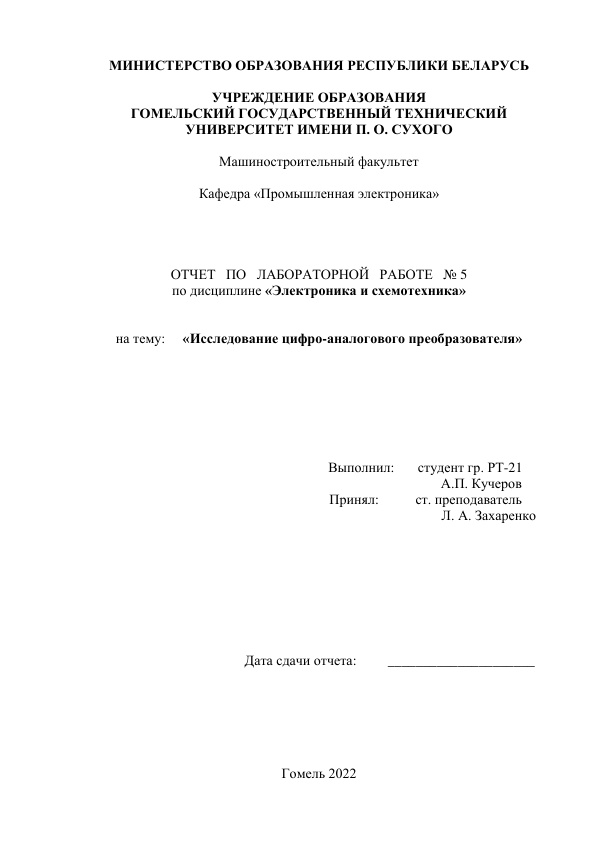 МИНИСТЕРСТВО ОБРАЗОВАНИЯ РЕСПУБЛИКИ БЕЛАРУСЬ
УЧРЕЖДЕНИЕ ОБРАЗОВАНИЯ
ГОМЕЛЬСКИЙ ГОСУДАРСТВЕННЫЙ ТЕХНИЧЕСКИЙ
УНИВЕРСИТЕТ ИМЕНИ П. О. СУХОГО
Машиностроительный факультет
Кафедра «Промышленная электроника»
ОТЧЕТ ПО ЛАБОРАТОРНОЙ РАБОТЕ № 5
по дисциплине «Электроника и схемотехника»
на тему: «Исследование цифро-аналогового преобразователя»
Выполнил: студент гр. РТ-21
А.П. Кучеров
Принял: ст. преподаватель
Л. А. Захаренко
Дата сдачи отчета: _____________________
Гомель 2022